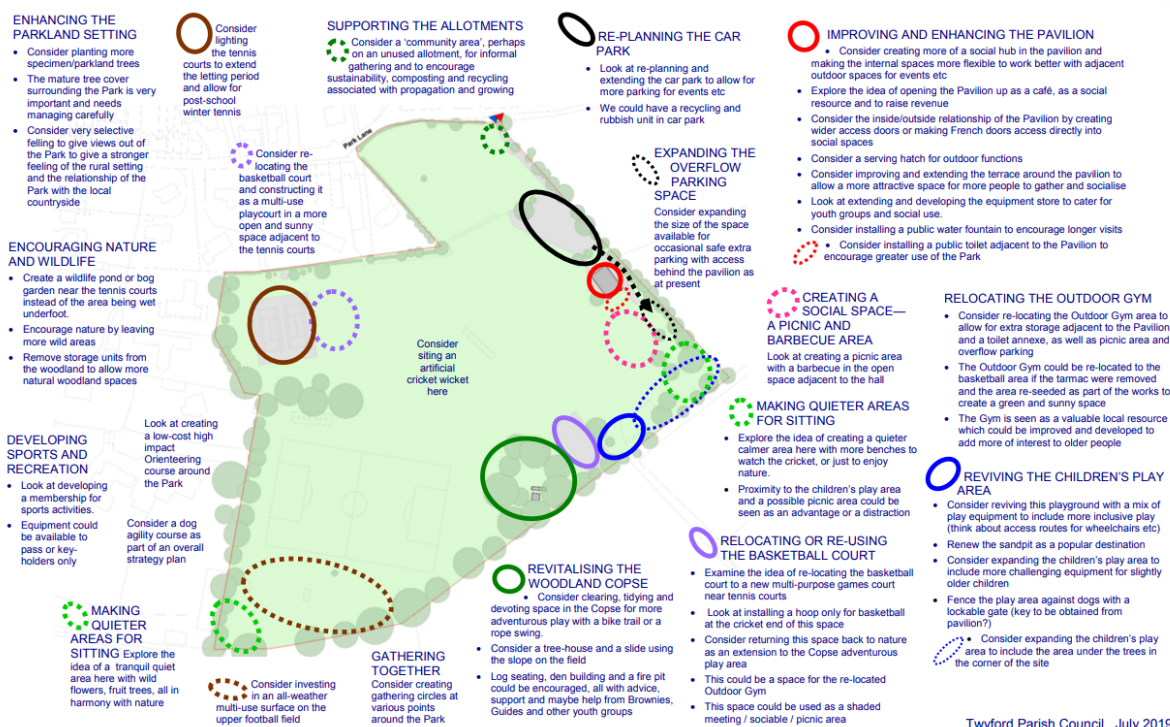 ENHANCING THE
PARKLAND SETTING
• Consider planting more
specimen/parkland trees
• The mature tree cover
surrounding the Park is very
important and needs
managing carefully
• Consider very selective
felling to give views out of
the Park to give a stronger
feeling of the rural setting
and the relationship of the
Park with the local
countryside
Consider
lighting
the tennis
courts to extend
the letting period
and allow for
post-school
winter tennis
SUPPORTING THE ALLOTMENTS
Consider a ‘community area’, perhaps
on an unused allotment, for informal
gathering and to encourage
sustainability, composting and recycling
associated with propagation and growing
RE-PLANNING THE CAR
PARK
• Look at re-planning and
extending the car park to allow for
more parking for events etc
• We could have a recycling and
rubbish unit in car park
IMPROVING AND ENHANCING THE PAVILION
• Consider creating more of a social hub in the pavilion and
making the internal spaces more flexible to work better with adjacent
outdoor spaces for events etc
• Explore the idea of opening the Pavilion up as a café, as a social
resource and to raise revenue
• Consider the inside/outside relationship of the Pavilion by creating
wider access doors or making French doors access directly into
social spaces
• Consider a serving hatch for outdoor functions
• Consider improving and extending the terrace around the pavilion to
allow a more attractive space for more people to gather and socialise
• Look at extending and developing the equipment store to cater for
youth groups and social use.
• Consider installing a public water fountain to encourage longer visits
• Consider installing a public toilet adjacent to the Pavilion to
encourage greater use of the Park
Park Lane
Consider re-
locating the
basketball court
and constructing it
as a multi-use
playcourt in a more
open and sunny
space adjacent to
the tennis courts
EXPANDING THE
OVERFLOW
PARKING
SPACE
Consider expanding
the size of the space
available for
occasional safe extra
parking with access
behind the pavilion as
at present
ENCOURAGING NATURE
AND WILDLIFE
• Create a wildlife pond or bog
garden near the tennis courts
instead of the area being wet
underfoot.
• Encourage nature by leaving
more wild areas
• Remove storage units from
the woodland to allow more
natural woodland spaces
Consider
siting an
artificial
cricket wicket
here
CREATING A
SOCIAL SPACE—
A PICNIC AND
BARBECUE AREA
Look at creating a picnic area
with a barbecue in the open
space adjacent to the hall
RELOCATING THE OUTDOOR GYM
• Consider re-locating the Outdoor Gym area to
allow for extra storage adjacent to the Pavilion
and a toilet annexe, as well as picnic area and
overflow parking
• The Outdoor Gym could be re-located to the
basketball area if the tarmac were removed
and the area re-seeded as part of the works to
create a green and sunny space
• The Gym is seen as a valuable local resource
which could be improved and developed to
add more of interest to older people
MAKING QUIETER AREAS
FOR SITTING
• Explore the idea of creating a quieter
calmer area here with more benches to
watch the cricket, or just to enjoy
nature.
• Proximity to the children’s play area
and a possible picnic area could be
seen as an advantage or a distraction
DEVELOPING
SPORTS AND
RECREATION
• Look at developing
a membership for
sports activities.
• Equipment could
be available to
pass or key-
holders only
Look at creating
a low-cost high
impact
Orienteering
course around
the Park
Consider a dog
agility course as
part of an overall
strategy plan
REVIVING THE CHILDREN’S PLAY
AREA
• Consider reviving this playground with a mix of
play equipment to include more inclusive play
(think about access routes for wheelchairs etc)
• Renew the sandpit as a popular destination
• Consider expanding the children’s play area to
include more challenging equipment for slightly
older children
• Fence the play area against dogs with a
lockable gate (key to be obtained from
pavilion?)
• Consider expanding the children’s play
area to include the area under the trees in
the corner of the site
RELOCATING OR RE-USING
THE BASKETBALL COURT
• Examine the idea of re-locating the basketball
court to a new multi-purpose games court
near tennis courts
• Look at installing a hoop only for basketball
at the cricket end of this space
• Consider returning this space back to nature
as an extension to the Copse adventurous
play area
• This could be a space for the re-located
Outdoor Gym
• This space could be used as a shaded
meeting / sociable / picnic area
REVITALISING THE
WOODLAND COPSE
• Consider clearing, tidying and
devoting space in the Copse for more
adventurous play with a bike trail or a
rope swing.
• Consider a tree-house and a slide using
the slope on the field
• Log seating, den building and a fire pit
could be encouraged, all with advice,
support and maybe help from Brownies,
Guides and other youth groups
MAKING
QUIETER
AREAS FOR
SITTING Explore the
idea of a tranquil quiet
area here with wild
flowers, fruit trees, all in
harmony with nature
Consider investing
in an all-weather
multi-use surface on the
upper football field
GATHERING
TOGETHER
Consider creating
gathering circles at
various points
around the Park
Twyford Parish Council July 2019